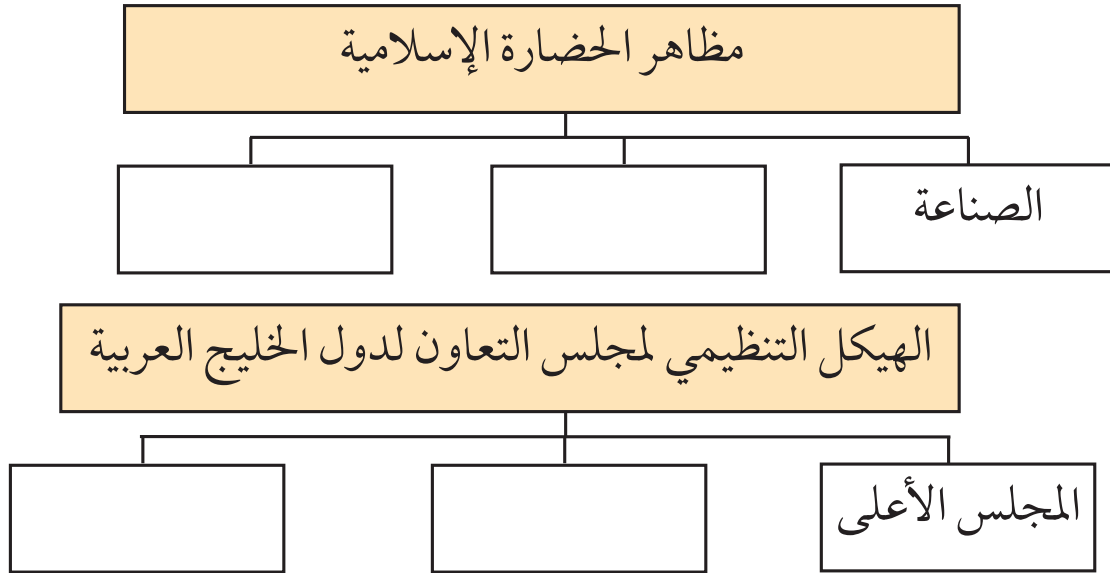 مظاهر الحضارة الإسلامية
الصناعة
الهيكل التنظيمي لمجلس التعاون لدول الخليج العربية
المجلس الأعلى